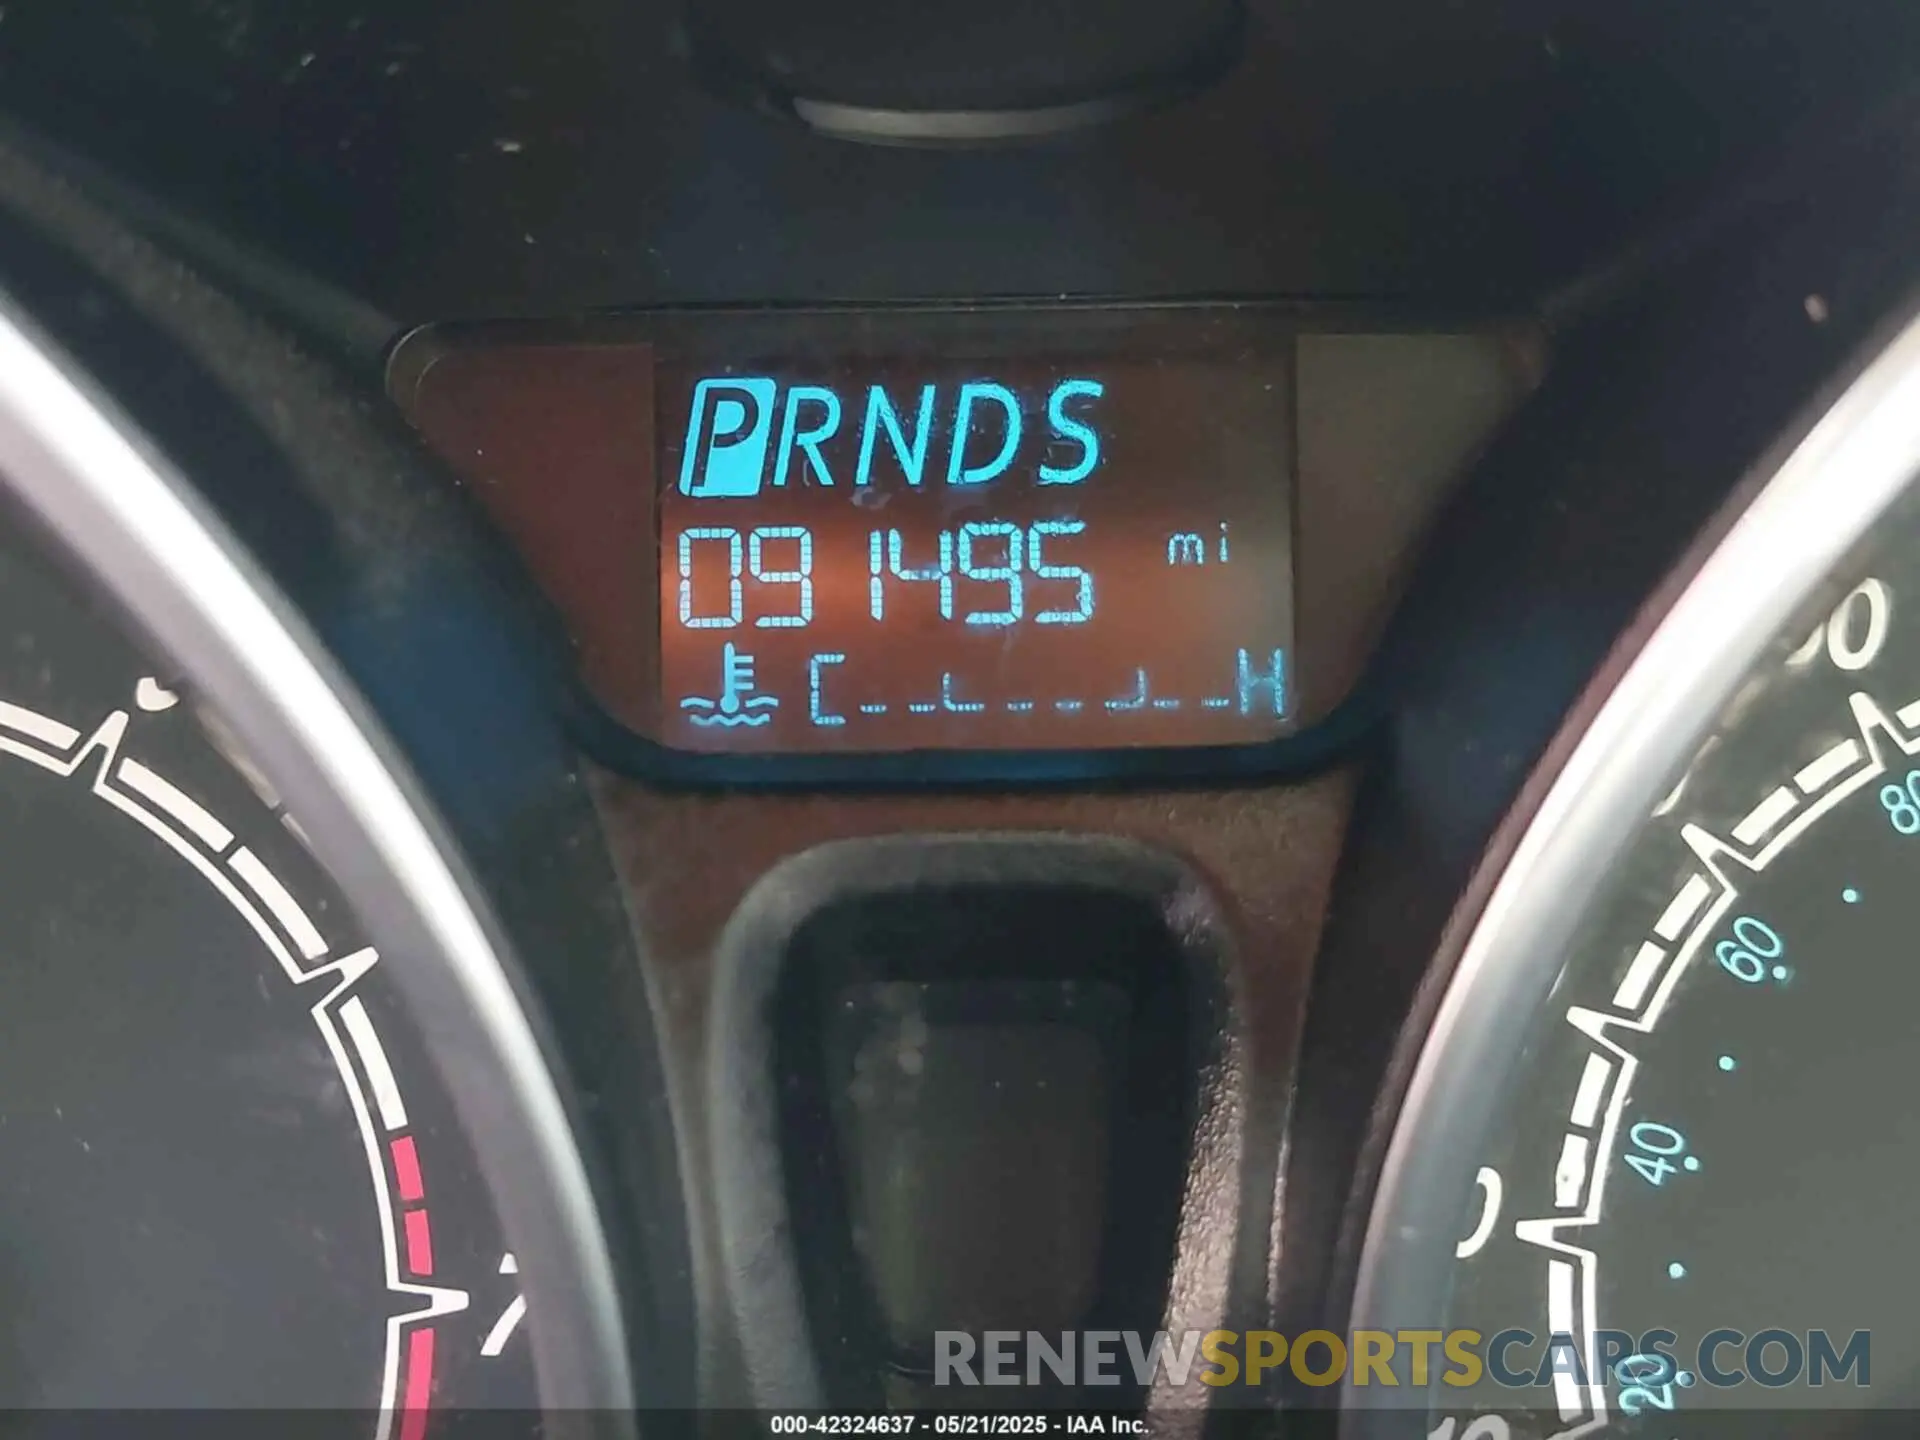 PRNDS
091495 mi
C H
80
60
40
20
RENEWSPORTSCARS.COM
000-42324637 - 05/21/2025 - IAA Inc.